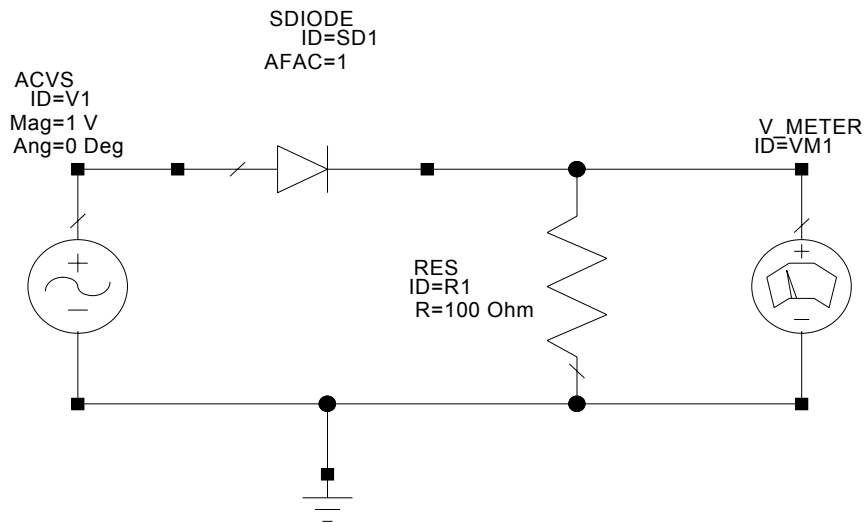 SDIODE
ID=SD1
AFAC=1
ACVS
ID=V1
Mag=1 V
Ang=0 Deg
V_METER
ID=VM1
RES
ID=R1
R=100 Ohm